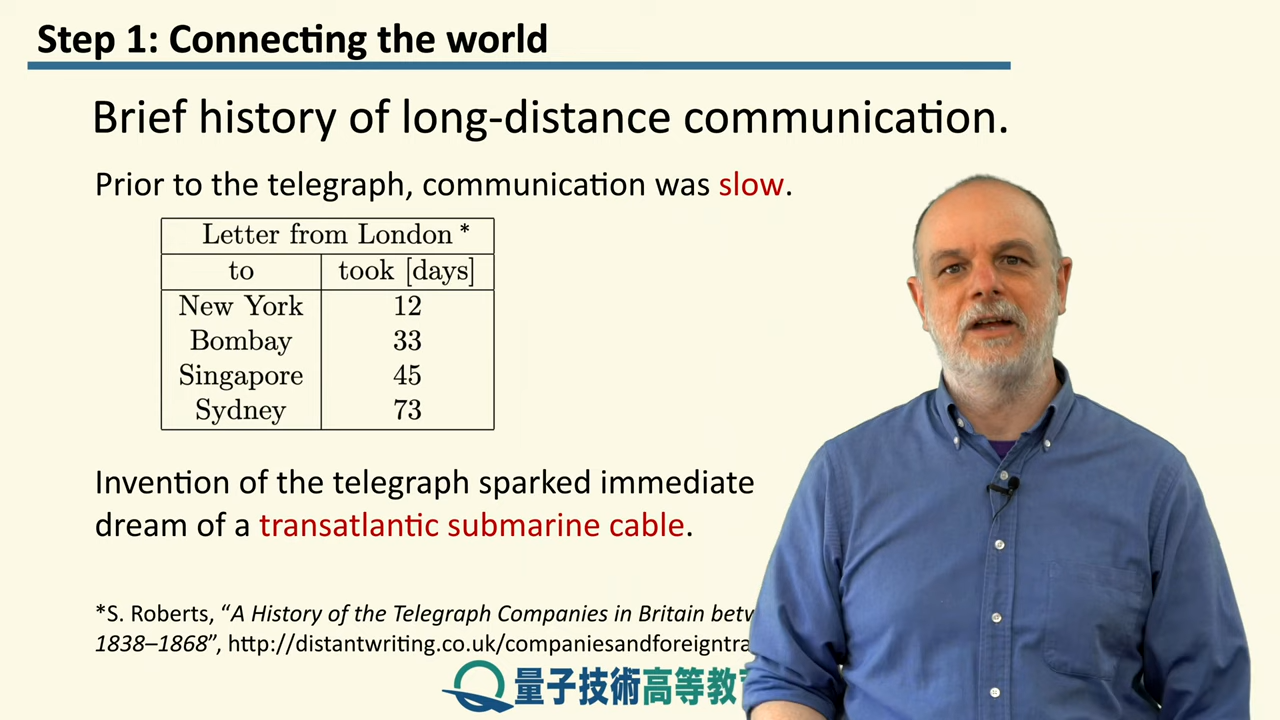 Step 1: Connecting the world
Brief history of long-distance communication.
Prior to the telegraph, communication was slow.
Letter from London *
to took [days]
New York 12
Bombay 33
Singapore 45
Sydney 73
Invention of the telegraph sparked immediate
dream of a transatlantic submarine cable.
*S. Roberts, “A History of the Telegraph Companies in Britain
1838–1868”, http://distantwriting.co.uk/companiesandforeigntra
量子技術高等教